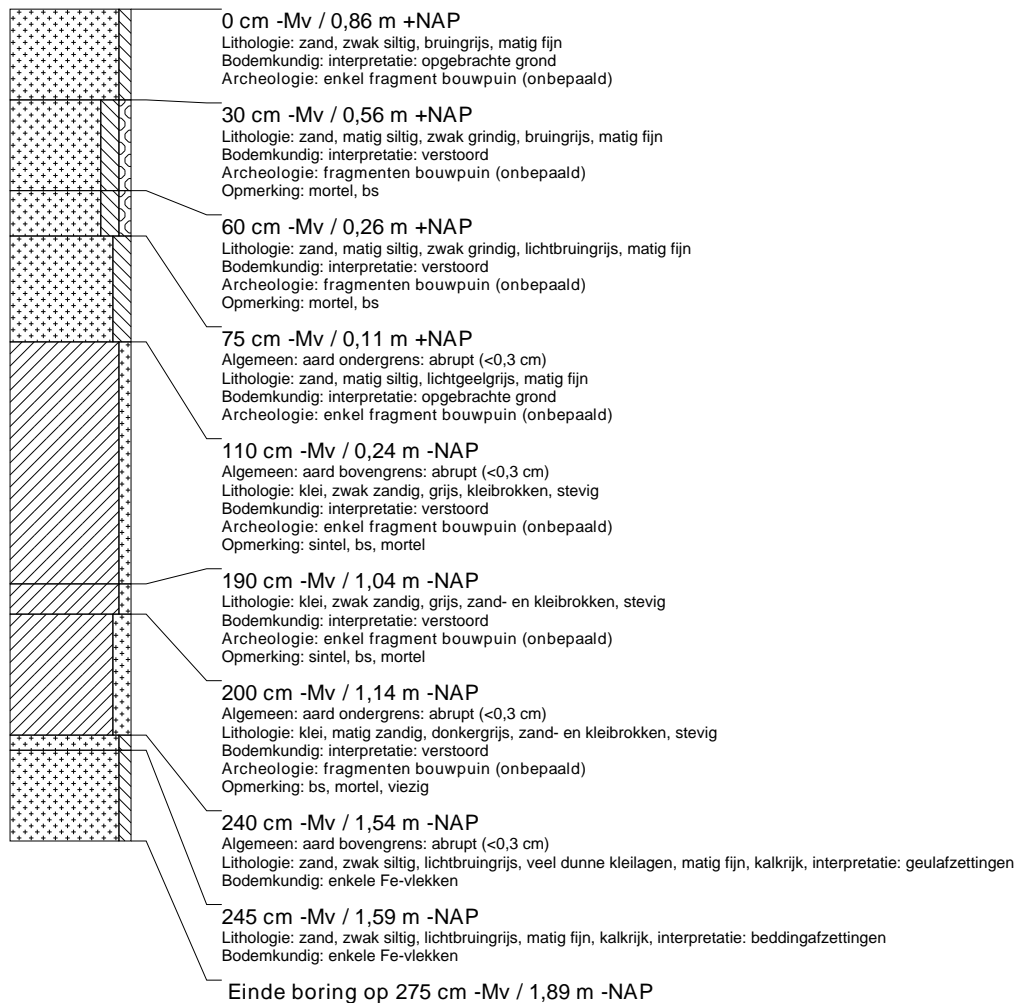 0 cm -Mv / 0,86 m +NAP
Lithologie: zand, zwak siltig, bruingrijs, matig fijn
Bodemkundig: interpretatie: opgebrachte grond
Archeologie: enkel fragment bouwpuin (onbepaald)
30 cm -Mv / 0,56 m +NAP
Lithologie: zand, matig siltig, zwak grindig, bruingrijs, matig fijn
Bodemkundig: interpretatie: verstoord
Archeologie: fragmenten bouwpuin (onbepaald)
Opmerking: mortel, bs
60 cm -Mv / 0,26 m +NAP
Lithologie: zand, matig siltig, zwak grindig, lichtbruingrijs, matig fijn
Bodemkundig: interpretatie: verstoord
Archeologie: fragmenten bouwpuin (onbepaald)
Opmerking: mortel, bs
75 cm -Mv / 0,11 m +NAP
Algemeen: aard ondergrens: abrupt (<0,3 cm)
Lithologie: zand, matig siltig, lichtgeelgrijs, matig fijn
Bodemkundig: interpretatie: opgebrachte grond
Archeologie: enkel fragment bouwpuin (onbepaald)
110 cm -Mv / 0,24 m -NAP
Algemeen: aard bovengrens: abrupt (<0,3 cm)
Lithologie: klei, zwak zandig, grijs, kleibrokken, stevig
Bodemkundig: interpretatie: verstoord
Archeologie: enkel fragment bouwpuin (onbepaald)
Opmerking: sintel, bs, mortel
190 cm -Mv / 1,04 m -NAP
Lithologie: klei, zwak zandig, grijs, zand- en kleibrokken, stevig
Bodemkundig: interpretatie: verstoord
Archeologie: enkel fragment bouwpuin (onbepaald)
Opmerking: sintel, bs, mortel
200 cm -Mv / 1,14 m -NAP
Algemeen: aard ondergrens: abrupt (<0,3 cm)
Lithologie: klei, matig zandig, donkergrijs, zand- en kleibrokken, stevig
Bodemkundig: interpretatie: verstoord
Archeologie: fragmenten bouwpuin (onbepaald)
Opmerking: bs, mortel, viezig
240 cm -Mv / 1,54 m -NAP
Algemeen: aard bovengrens: abrupt (<0,3 cm)
Lithologie: zand, zwak siltig, lichtbruingrijs, veel dunne kleilagen, matig fijn, kalkrijk, interpretatie: geulafzettingen
Bodemkundig: enkele Fe-vlekken
245 cm -Mv / 1,59 m -NAP
Lithologie: zand, zwak siltig, lichtbruingrijs, matig fijn, kalkrijk, interpretatie: beddingafzettingen
Bodemkundig: enkele Fe-vlekken
Einde boring op 275 cm -Mv / 1,89 m -NAP